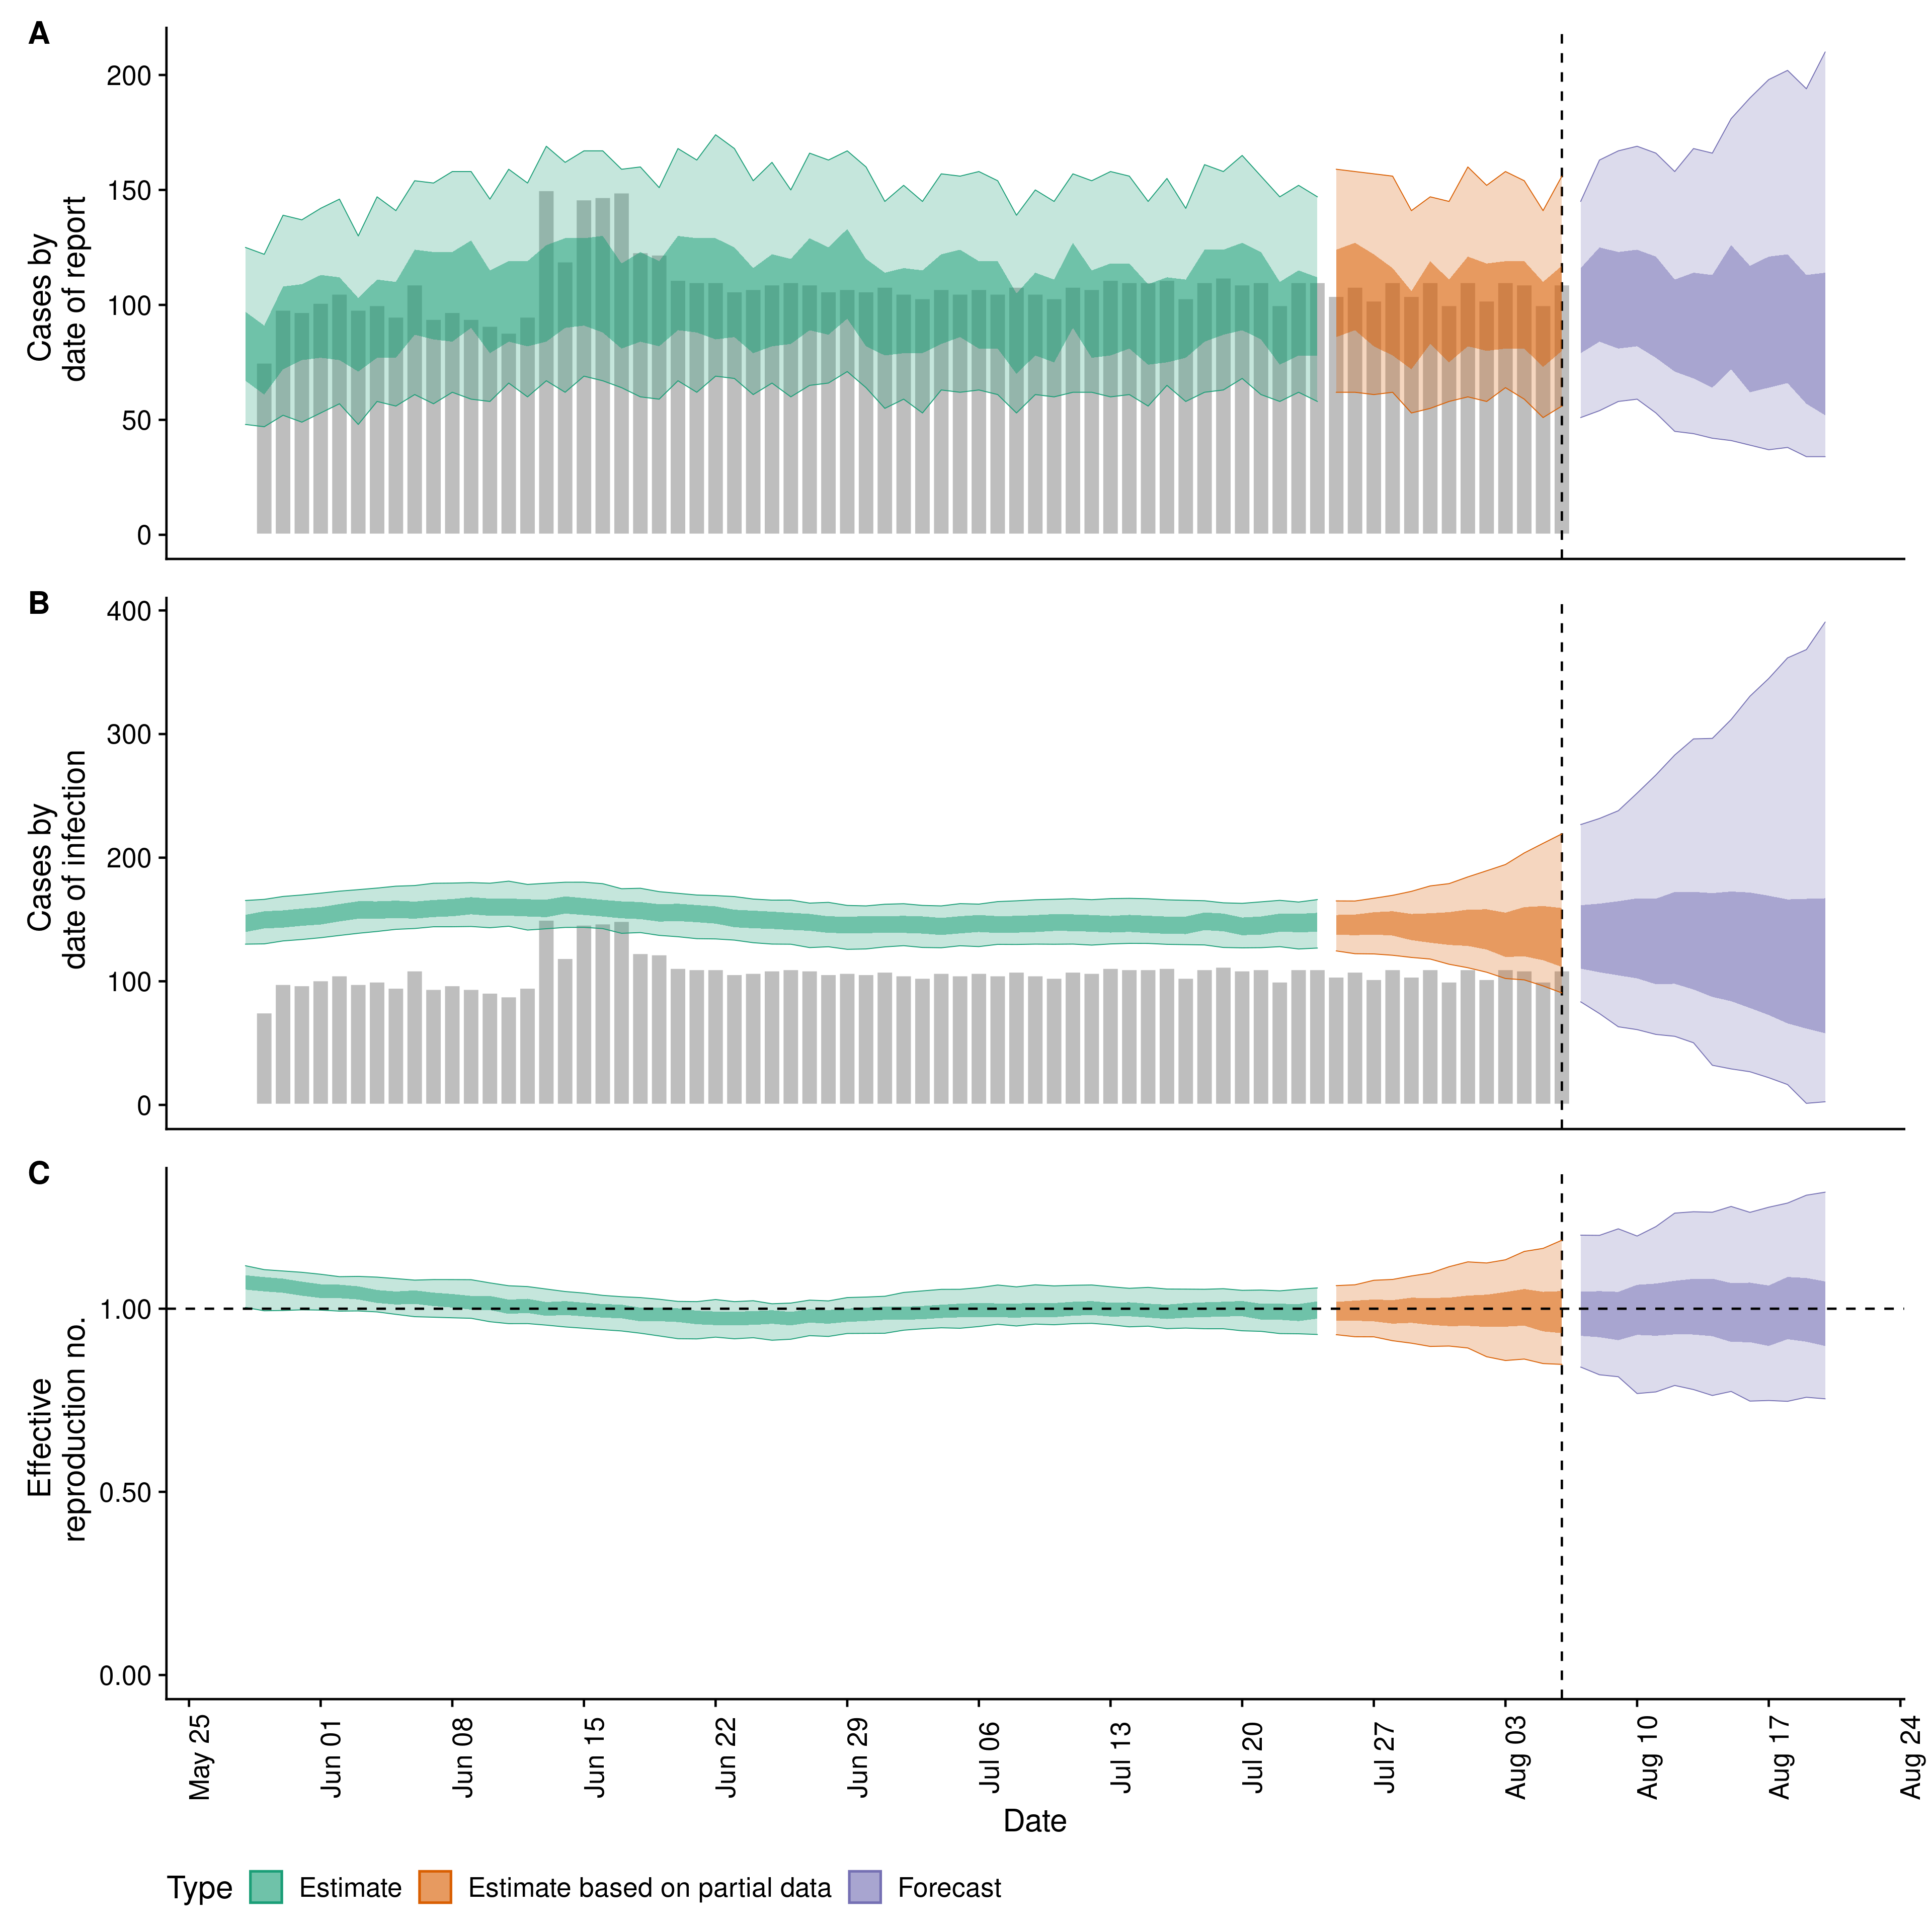 A
Cases by
date of report
200
150
100
50
0
B
Cases by
date of infection
400
300
200
100
0
C
Effective
reproduction no.
1.00
0.50
0.00
May 25
Jun 01
Jun 08
Jun 15
Jun 22
Jun 29
Jul 06
Jul 13
Jul 20
Jul 27
Aug 03
Aug 10
Aug 17
Aug 24
Date
Type Estimate Estimate based on partial data Forecast